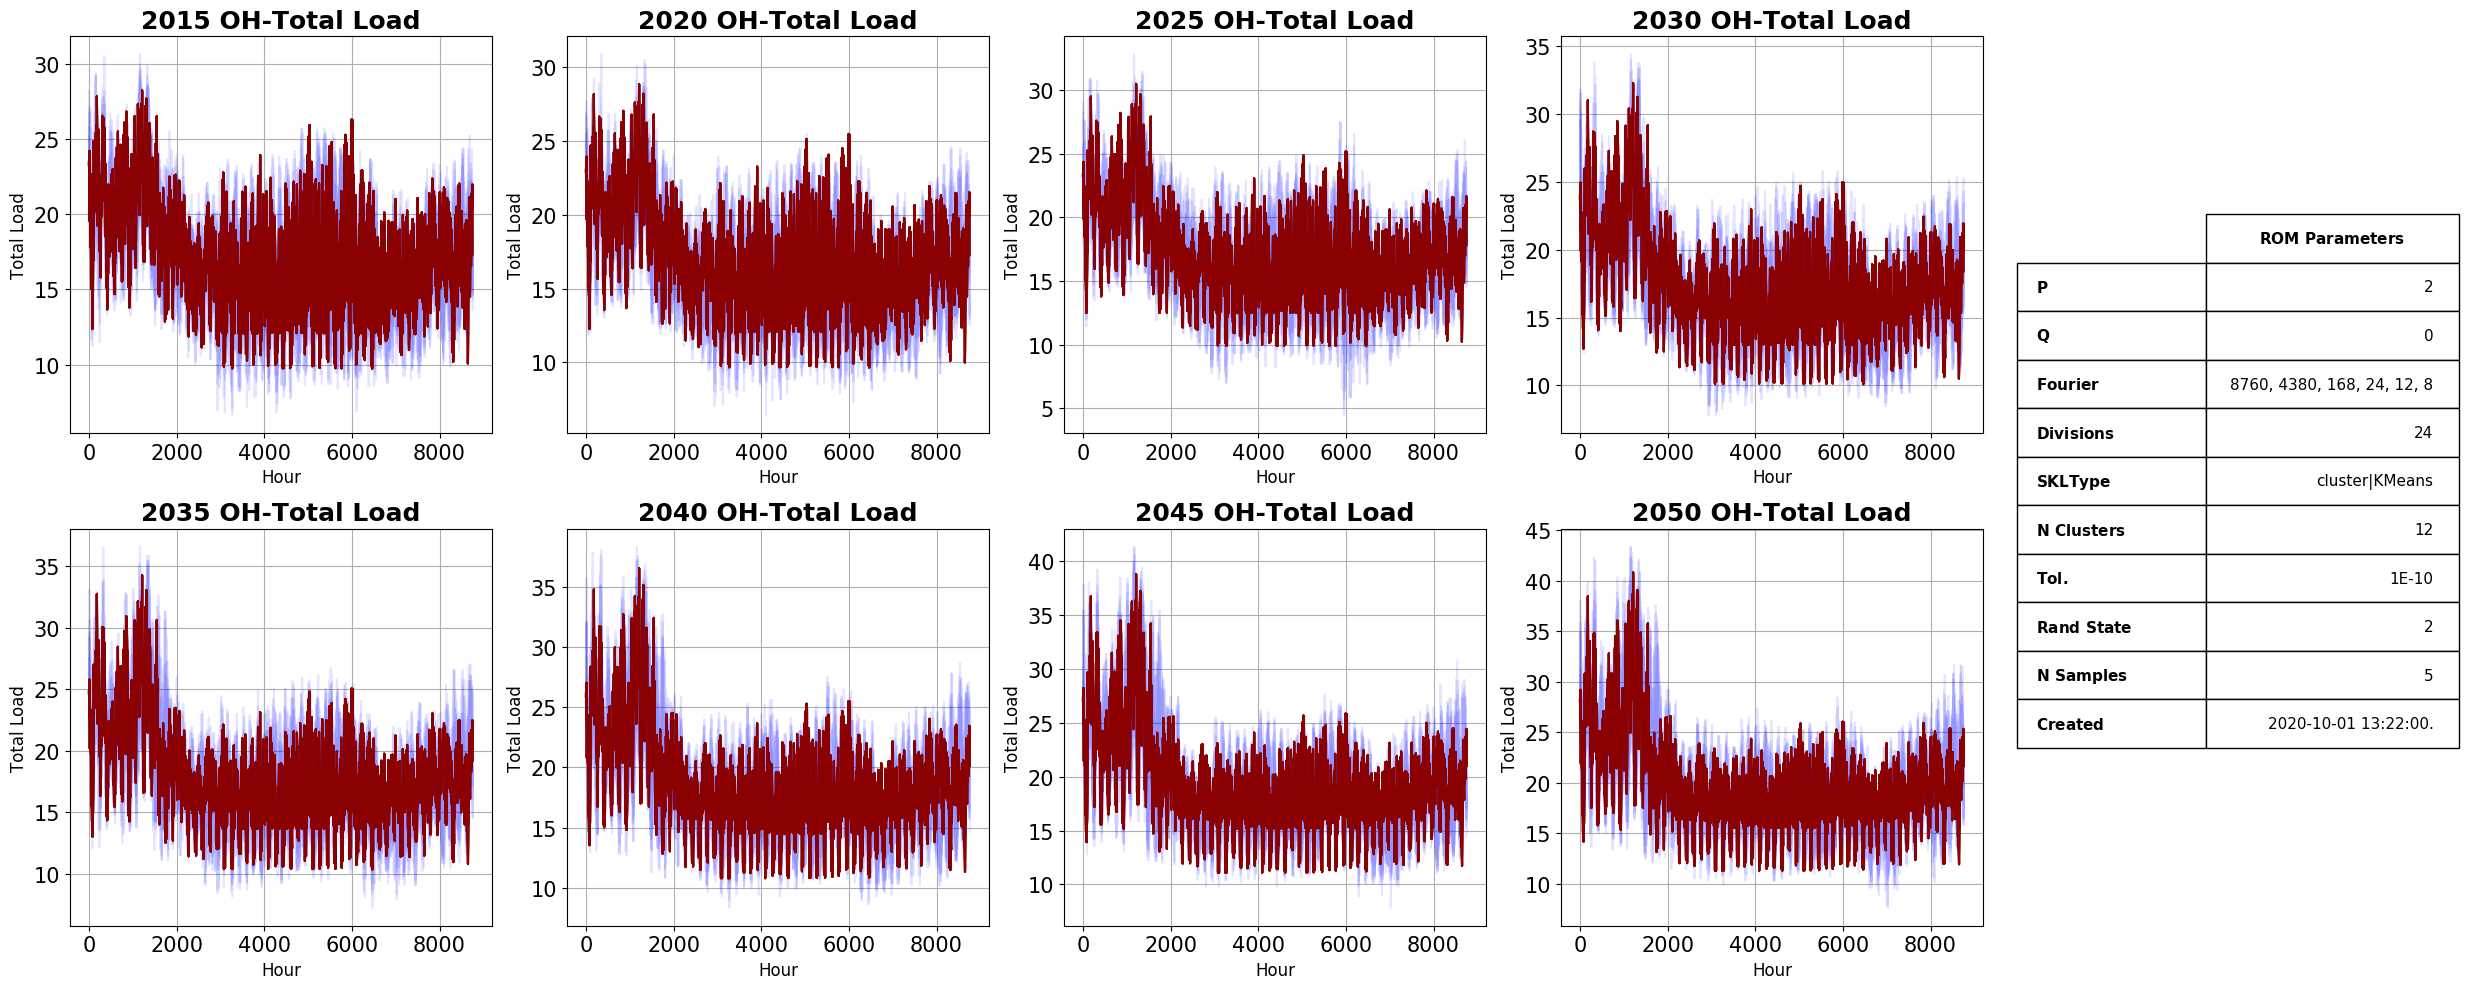 2015 OH-Total Load
Total Load
30
25
20
15
10
0 2000 4000 6000 8000
Hour
2020 OH-Total Load
Total Load
30
25
20
15
10
0 2000 4000 6000 8000
Hour
2025 OH-Total Load
Total Load
30
25
20
15
10
5
0 2000 4000 6000 8000
Hour
2030 OH-Total Load
Total Load
35
30
25
20
15
10
0 2000 4000 6000 8000
Hour
2035 OH-Total Load
Total Load
35
30
25
20
15
10
0 2000 4000 6000 8000
Hour
2040 OH-Total Load
Total Load
35
30
25
20
15
10
0 2000 4000 6000 8000
Hour
2045 OH-Total Load
Total Load
40
35
30
25
20
15
10
0 2000 4000 6000 8000
Hour
2050 OH-Total Load
Total Load
45
40
35
30
25
20
15
10
0 2000 4000 6000 8000
Hour
ROM Parameters
P 2
Q 0
Fourier 8760, 4380, 168, 24, 12, 8
Divisions 24
SKLType cluster|KMeans
N Clusters 12
Tol. 1E-10
Rand State 2
N Samples 5
Created 2020-10-01 13:22:00.